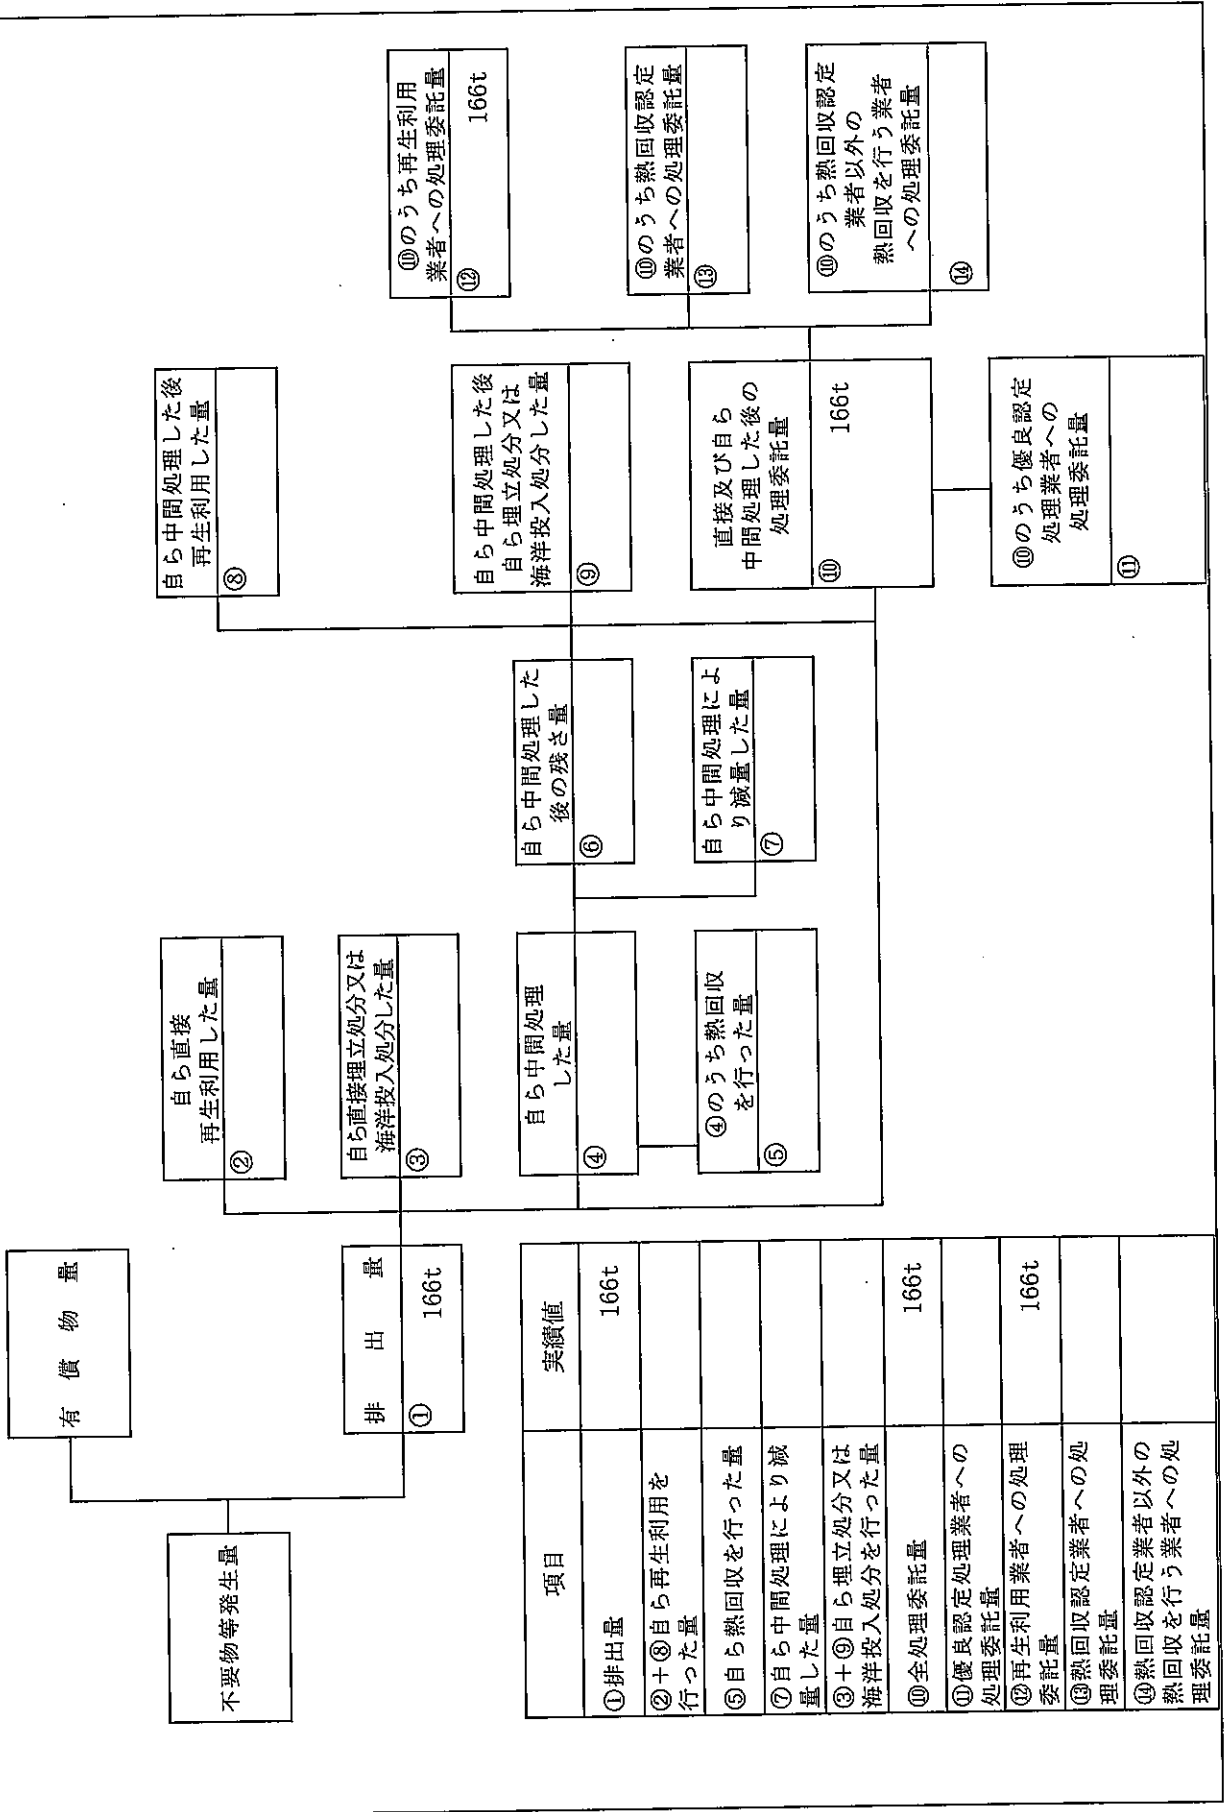 不要物等発生量
有償物量
排出量
① 166t
自ら直接
再生利用した量
②
自ら直接埋立処分又は
海洋投入処分した量
③
自ら中間処理
した量
④
④のうち熱回収
を行った量
⑤
自ら中間処理した
後の残さ量
⑥
自ら中間処理によ
り減量した量
⑦
自ら中間処理した後
再生利用した量
⑧
自ら中間処理した後
自ら埋立処分又は
海洋投入処分した量
⑨
直接及び自ら
中間処理した後の
処理委託量
⑩ 166t
⑩のうち優良認定
処理業者への
処理委託量
⑪
⑩のうち再生利用
業者への処理委託量
⑫ 166t
⑩のうち熱回収認定
業者への処理委託量
⑬
⑩のうち熱回収認定
業者以外の
熱回収を行う業者
への処理委託量
⑭
項目 実績値
①排出量 166t
②+⑧自ら再生利用を
行った量
⑤自ら熱回収を行った量
⑦自ら中間処理により減
量した量
③+⑨自ら埋立処分又は
海洋投入処分を行った量
⑩全処理委託量 166t
⑪優良認定処理業者への
処理委託量
⑫再生利用業者への処理
委託量 166t
⑬熱回収認定業者への処
理委託量
⑭熱回収認定業者以外の
熱回収を行う業者への処
理委託量